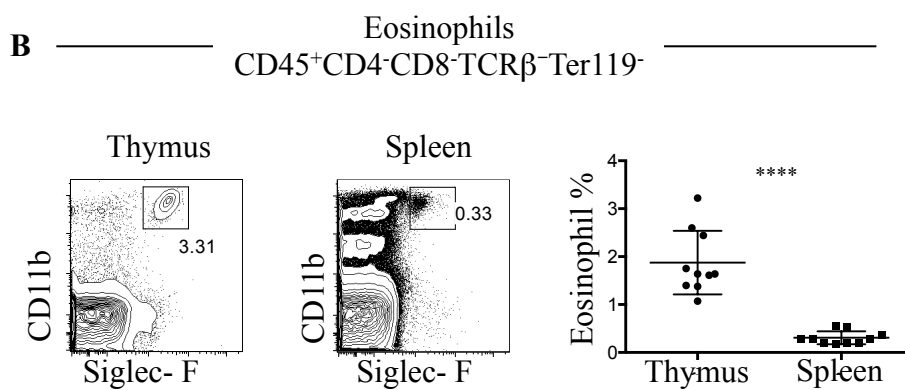 B
Eosinophils
CD45⁺CD4⁻CD8⁻TCRβ⁻Ter119⁻
Thymus
Spleen
3.31
0.33
CD11b
CD11b
Siglec- F
Siglec- F
****
Eosinophil %
4
3
2
1
0
Thymus
Spleen